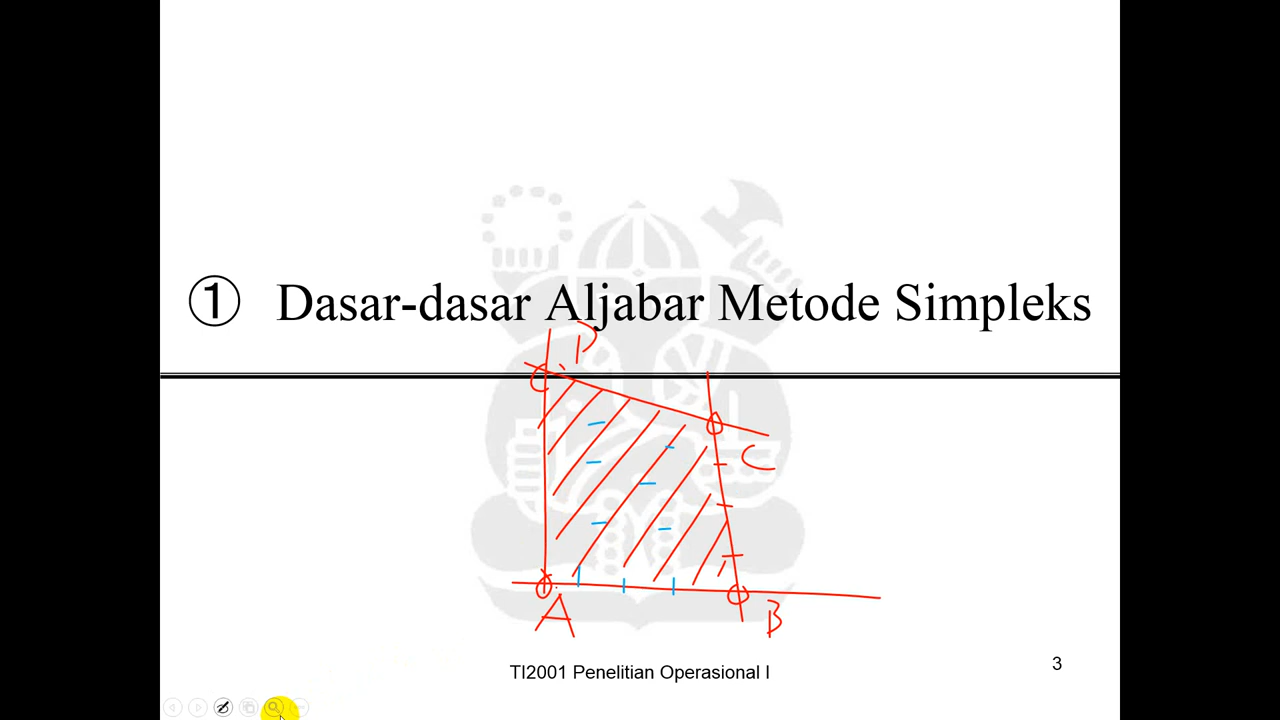 ① Dasar-dasar Aljabar Metode Simpleks
D
C
A
B
TI2001 Penelitian Operasional I
3